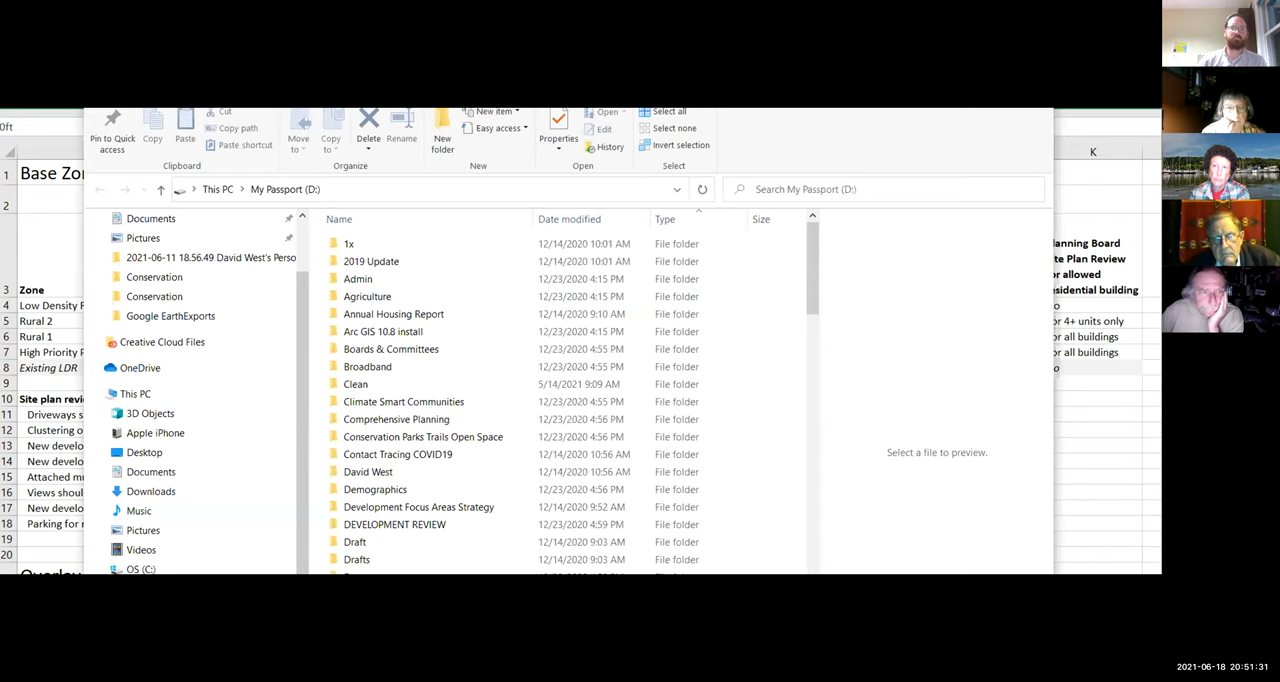 0ft
Cut
New item
Open
Select all
Copy path
Easy access
Edit
Select none
Pin to Quick access
Copy
Paste
Paste shortcut
Move to
Copy to
Delete
Rename
New folder
Properties
History
Invert selection
Clipboard
Organize
New
Open
Select
K
This PC > My Passport (D:)
Search My Passport (D:)
1 Base Zo
2
3 Zone
4 Low Density
5 Rural 2
6 Rural 1
7 High Priority
8 Existing LDR
9
10 Site plan revi
11 Driveways s
12 Clustering o
13 New develo
14 New develo
15 Attached m
16 Views shoul
17 New develo
18 Parking for
19
20
Documents
Pictures
2021-06-11 18.56.49 David West's Perso
Conservation
Conservation
Google EarthExports
Creative Cloud Files
OneDrive
This PC
3D Objects
Apple iPhone
Desktop
Documents
Downloads
Music
Pictures
Videos
OS (C:)
Name Date modified Type Size
1x 12/14/2020 10:01 AM File folder
2019 Update 12/14/2020 10:01 AM File folder
Admin 12/23/2020 4:15 PM File folder
Agriculture 12/23/2020 4:15 PM File folder
Annual Housing Report 12/14/2020 9:10 AM File folder
Arc GIS 10.8 install 12/23/2020 4:15 PM File folder
Boards & Committees 12/23/2020 4:55 PM File folder
Broadband 12/23/2020 4:55 PM File folder
Clean 5/14/2021 9:09 AM File folder
Climate Smart Communities 12/23/2020 4:55 PM File folder
Comprehensive Planning 12/23/2020 4:56 PM File folder
Conservation Parks Trails Open Space 12/23/2020 4:56 PM File folder
Contact Tracing COVID19 12/14/2020 10:56 AM File folder
David West 12/14/2020 10:56 AM File folder
Demographics 12/23/2020 4:56 PM File folder
Development Focus Areas Strategy 12/14/2020 9:52 AM File folder
DEVELOPMENT REVIEW 12/23/2020 4:59 PM File folder
Draft 12/14/2020 9:03 AM File folder
Drafts 12/14/2020 9:03 AM File folder
Select a file to preview.
lanning Board
te Plan Review
or allowed
esidential building
o
or 4+ units only
or all buildings
or all buildings
o
2021-06-18 20:51:31